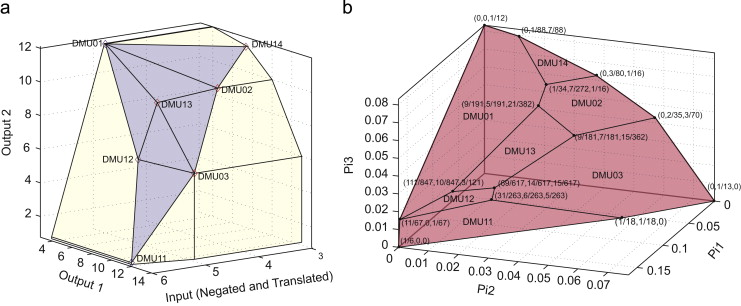 a
b
DMU01
DMU14
DMU02
DMU13
DMU12
DMU03
DMU11
12
10
8
6
4
2
Output 2
4
6
8
10
12
14
Output 1
6
5
4
3
Input (Negated and Translated)
(0,0,1/12)
(0,1/88,7/88)
DMU14
(0,3/80,1/16)
(1/34,7/272,1/16)
DMU02
(9/191,5/191,21/382)
DMU01
(0,2/35,3/70)
(9/181,7/181,15/362)
DMU13
DMU03
(0,1/13,0)
(69/617,14/617,15/617)
DMU12
(31/263,6/263,5/263)
DMU11
(11/67,0,1/67)
(1/18,1/18,0)
(1/6,0,0)
0.08
0.07
0.06
0.05
0.04
0.03
0.02
0.01
0
Pi3
0
0.01
0.02
0.03
0.04
0.05
0.06
0.07
Pi2
0
0.05
0.1
0.15
Pi1